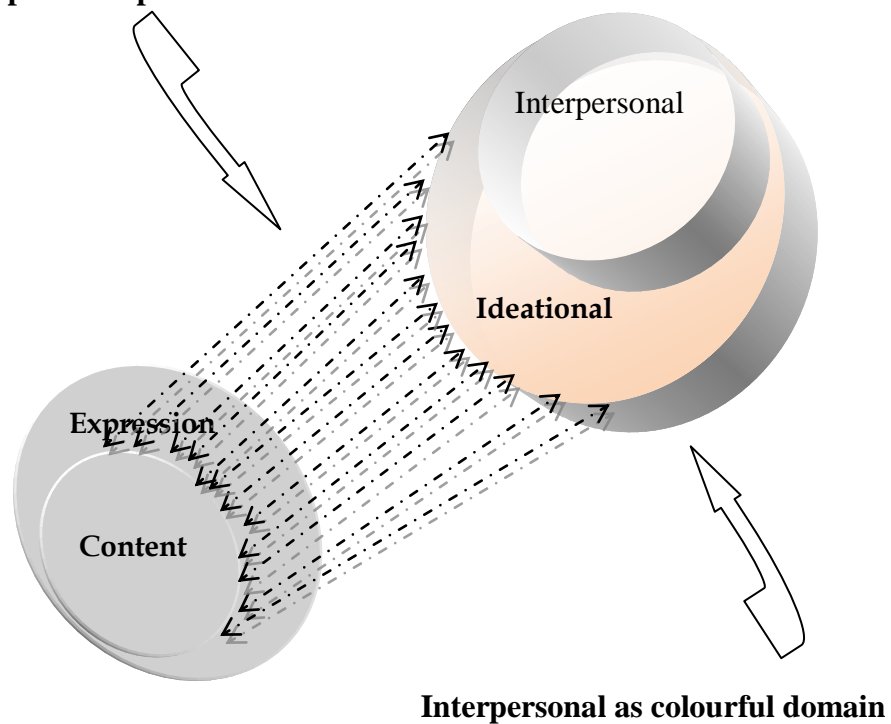 Interpersonal
Ideational
Expression
Content
Interpersonal as colourful domain